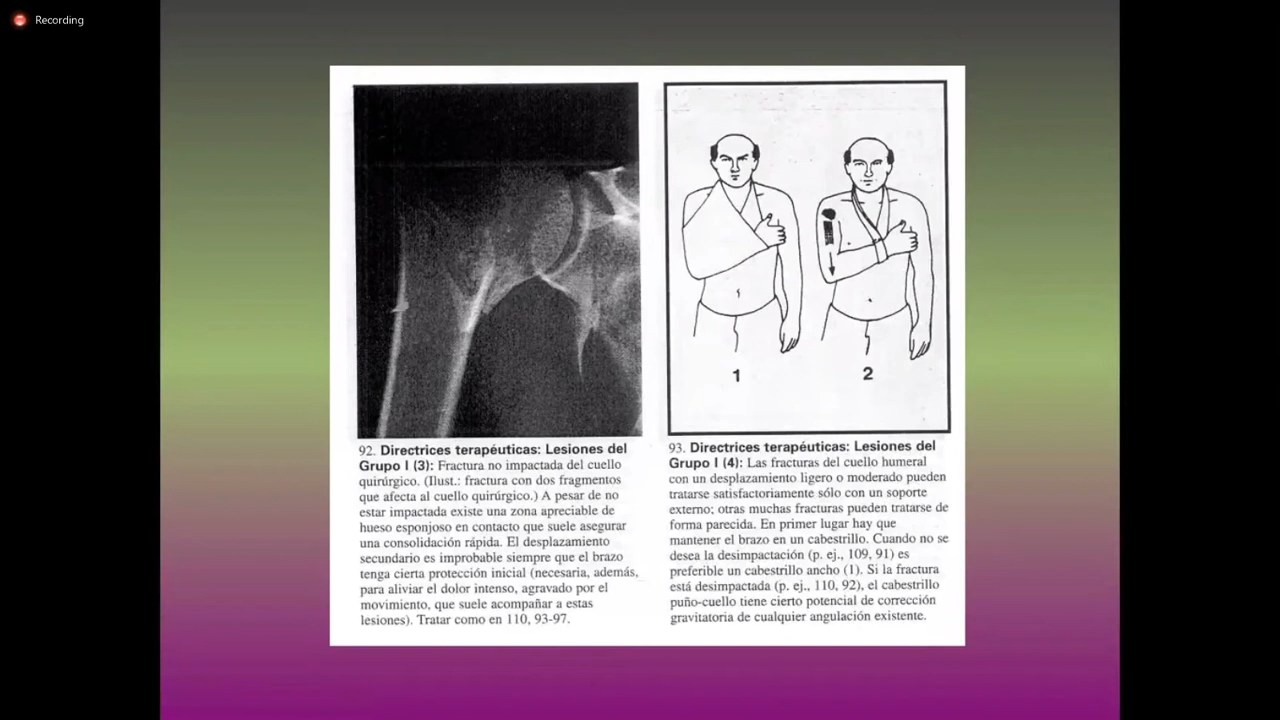 Recording
1
2
92. Directrices terapéuticas: Lesiones del
Grupo I (3): Fractura no impactada del cuello
quirúrgico. (Ilust.: fractura con dos fragmentos
que afecta al cuello quirúrgico.) A pesar de no
estar impactada existe una zona apreciable de
hueso esponjoso en contacto que suele asegurar
una consolidación rápida. El desplazamiento
secundario es improbable siempre que el brazo
tenga cierta protección inicial (necesaria, además,
para aliviar el dolor intenso, agravado por el
movimiento, que suele acompañar a estas
lesiones). Tratar como en 110, 93-97.
93. Directrices terapéuticas: Lesiones del
Grupo I (4): Las fracturas del cuello humeral
con un desplazamiento ligero o moderado pueden
tratarse satisfactoriamente sólo con un soporte
externo; otras muchas fracturas pueden tratarse de
forma parecida. En primer lugar hay que
mantener el brazo en un cabestrillo. Cuando no se
desea la desimpactación (p. ej., 109, 91) es
preferible un cabestrillo ancho (1). Si la fractura
está desimpactada (p. ej., 110, 92), el cabestrillo
puño-cuello tiene cierto potencial de corrección
gravitatoria de cualquier angulación existente.